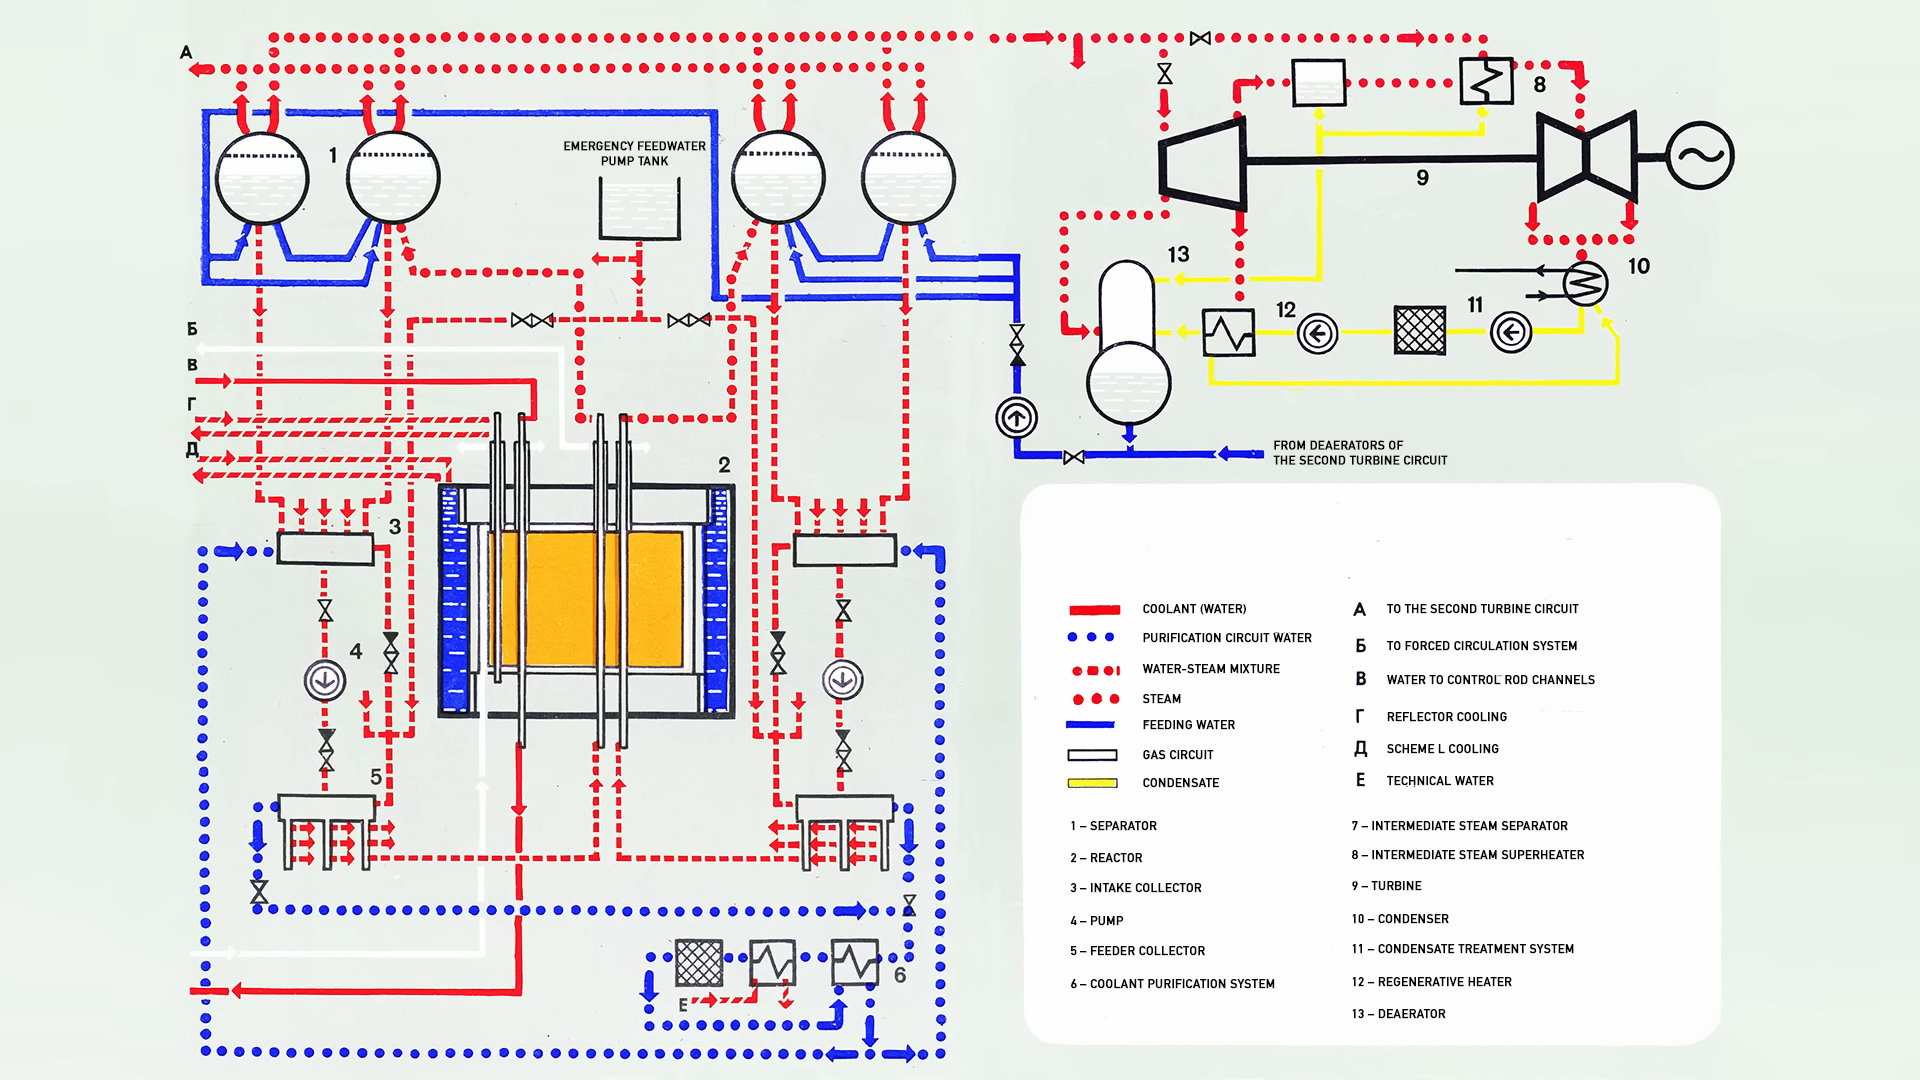 A
1
EMERGENCY FEEDWATER
PUMP TANK
8
9
13
10
12
11
Б
В
Г
Д
2
FROM DEAERATORS OF
THE SECOND TURBINE CIRCUIT
3
4
5
6
E
COOLANT (WATER)
PURIFICATION CIRCUIT WATER
WATER-STEAM MIXTURE
STEAM
FEEDING WATER
GAS CIRCUIT
CONDENSATE
A TO THE SECOND TURBINE CIRCUIT
Б TO FORCED CIRCULATION SYSTEM
В WATER TO CONTROL ROD CHANNELS
Г REFLECTOR COOLING
Д SCHEME L COOLING
E TECHNICAL WATER
1 – SEPARATOR
2 – REACTOR
3 – INTAKE COLLECTOR
4 – PUMP
5 – FEEDER COLLECTOR
6 – COOLANT PURIFICATION SYSTEM
7 – INTERMEDIATE STEAM SEPARATOR
8 – INTERMEDIATE STEAM SUPERHEATER
9 – TURBINE
10 – CONDENSER
11 – CONDENSATE TREATMENT SYSTEM
12 – REGENERATIVE HEATER
13 – DEAERATOR